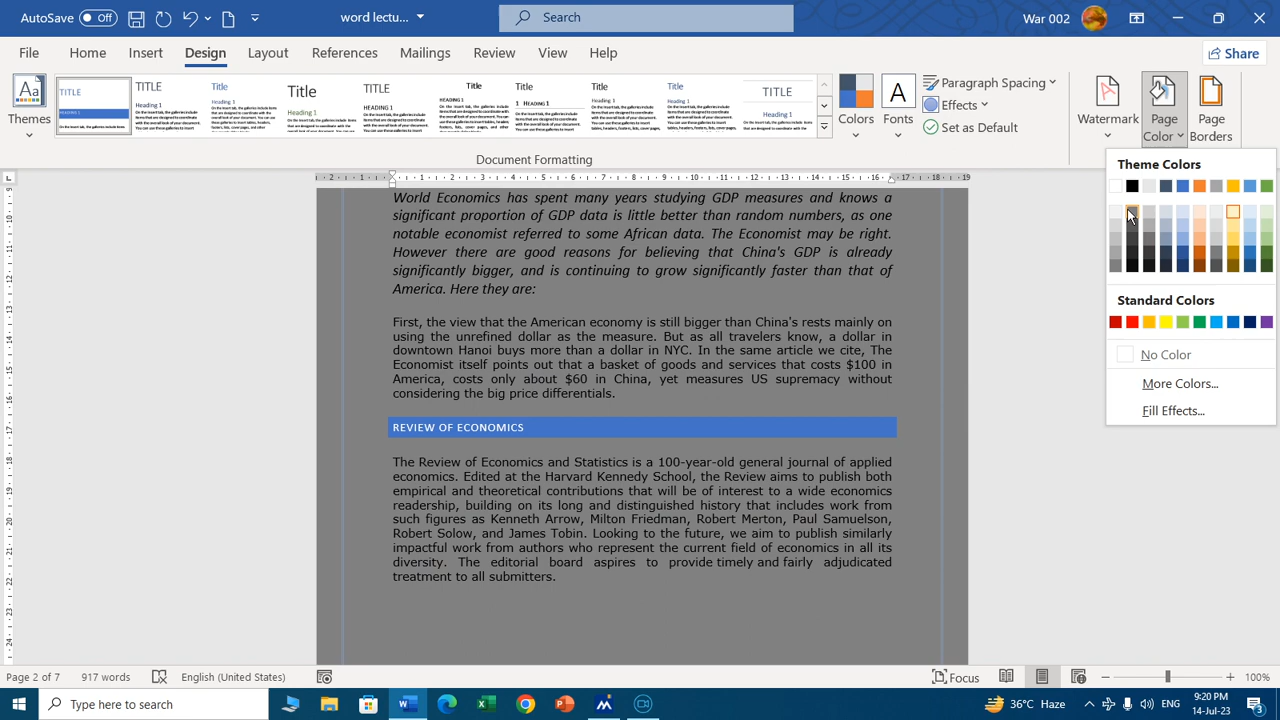 AutoSave Off word lectu... Search War 002
File Home Insert Design Layout References Mailings Review View Help Share
Themes Colors Fonts Paragraph Spacing Effects Set as Default Watermark Page Color Page Borders
Document Formatting
Theme Colors
Standard Colors
No Color
More Colors...
Fill Effects...
World Economics has spent many years studying GDP measures and knows a
significant proportion of GDP data is little better than random numbers, as one
notable economist referred to some African data. The Economist may be right.
However there are good reasons for believing that China's GDP is already
significantly bigger, and is continuing to grow significantly faster than that of
America. Here they are:
First, the view that the American economy is still bigger than China's rests mainly on
using the unrefined dollar as the measure. But as all travelers know, a dollar in
downtown Hanoi buys more than a dollar in NYC. In the same article we cite, The
Economist itself points out that a basket of goods and services that costs $100 in
America, costs only about $60 in China, yet measures US supremacy without
considering the big price differentials.
REVIEW OF ECONOMICS
The Review of Economics and Statistics is a 100-year-old general journal of applied
economics. Edited at the Harvard Kennedy School, the Review aims to publish both
empirical and theoretical contributions that will be of interest to a wide economics
readership, building on its long and distinguished history that includes work from
such figures as Kenneth Arrow, Milton Friedman, Robert Merton, Paul Samuelson,
Robert Solow, and James Tobin. Looking to the future, we aim to publish similarly
impactful work from authors who represent the current field of economics in all its
diversity. The editorial board aspires to provide timely and fairly adjudicated
treatment to all submitters.
Page 2 of 7 917 words English (United States) Focus 100%
Type here to search 36°C Haze ENG 9:20 PM
14-Jul-23